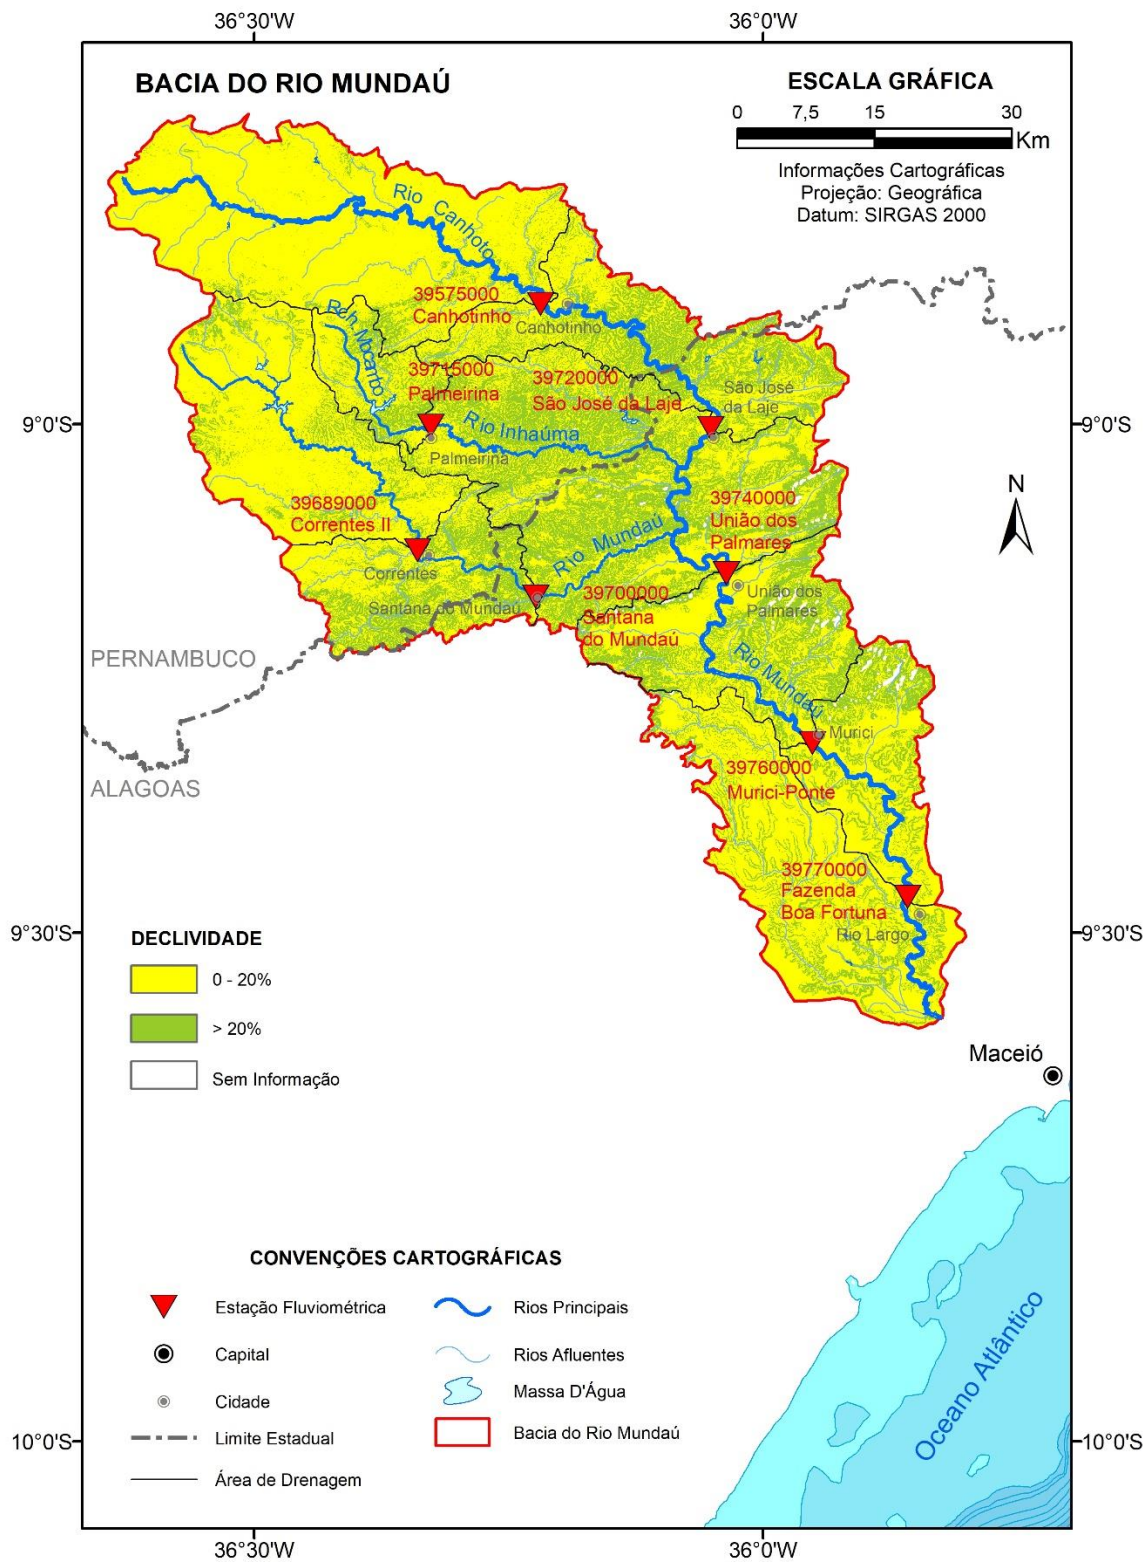 36°30'W
36°0'W
BACIA DO RIO MUNDAÚ
ESCALA GRÁFICA
0 7,5 15 30
Km
Informações Cartográficas
Projeção: Geográfica
Datum: SIRGAS 2000
Rio Canhoto
39575000
Canhotinho
Canhotinho
Rch. Mocambo
39715000
Palmeirina
39720000
São José da Laje
São José
da Laje
9°0'S
9°0'S
Rio Inhaúma
Palmeirina
39689000
Correntes II
39740000
União dos
Palmares
N
Rio Mundaú
Correntes
Santana do Mundaú
39700000
Santana
do Mundaú
União dos
Palmares
PERNAMBUCO
ALAGOAS
Rio Mundaú
Murici
39760000
Murici-Ponte
39770000
Fazenda
Boa Fortuna
Rio Largo
9°30'S
9°30'S
DECLIVIDADE
0 - 20%
> 20%
Sem Informação
Maceió
CONVENÇÕES CARTOGRÁFICAS
Estação Fluviométrica
Capital
Cidade
Limite Estadual
Área de Drenagem
Rios Principais
Rios Afluentes
Massa D'Água
Bacia do Rio Mundaú
Oceano Atlântico
10°0'S
10°0'S
36°30'W
36°0'W